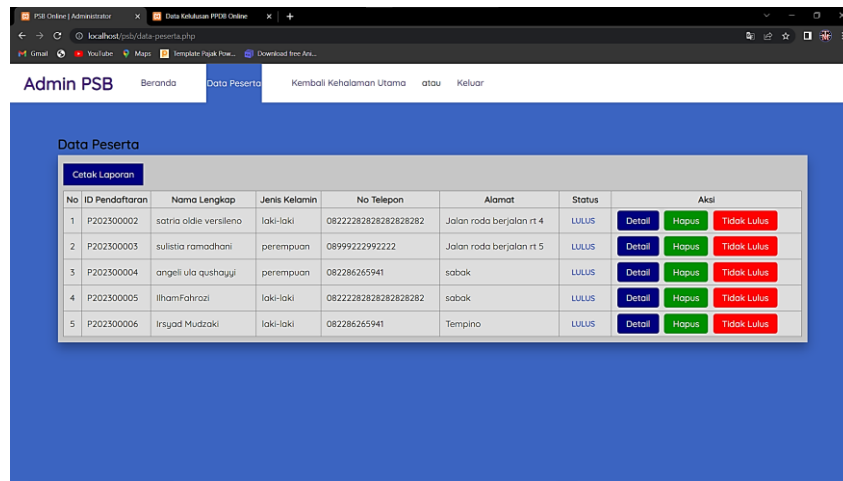 PSB Online | Administrator
Data Kelulusan PPDB Online
localhost/psb/data-peserta.php
Gmail YouTube Maps Template Pajak Pow... Download free Ani...
Admin PSB Beranda Data Peserta Kembali Kehalaman Utama atau Keluar
Data Peserta
Cetak Laporan
No ID Pendaftaran Nama Lengkap Jenis Kelamin No Telepon Alamat Status Aksi
1 P202300002 satria oldie versileno laki-laki 08222282828282828282 Jalan roda berjalan rt 4 LULUS Detail Hapus Tidak Lulus
2 P202300003 sulistia ramadhani perempuan 08999222992222 Jalan roda berjalan rt 5 LULUS Detail Hapus Tidak Lulus
3 P202300004 angeli ula qushayyi perempuan 082286265941 sabak LULUS Detail Hapus Tidak Lulus
4 P202300005 IlhamFahrozi laki-laki 08222282828282828282 sabak LULUS Detail Hapus Tidak Lulus
5 P202300006 Irsyad Mudzaki laki-laki 082286265941 Tempino LULUS Detail Hapus Tidak Lulus